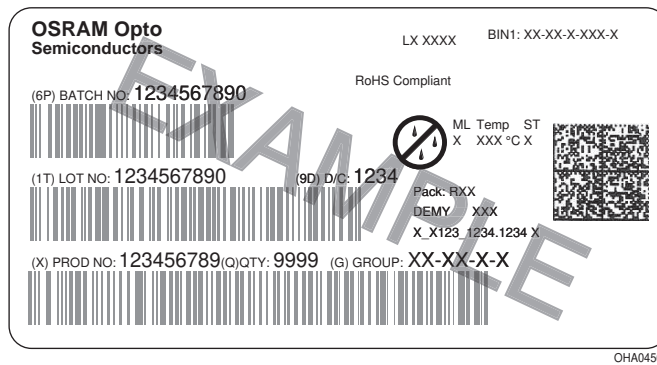 OSRAM Opto
Semiconductors
LX XXXX
BIN1: XX-XX-X-XXX-X
RoHS Compliant
(6P) BATCH NO: 1234567890
ML Temp ST
X XXX °C X
(1T) LOT NO: 1234567890
(9D) D/C: 1234
Pack: RXX
DEMY XXX
X_X123_1234.1234 X
(X) PROD NO: 123456789(Q)QTY: 9999 (G) GROUP: XX-XX-X-X
EXAMPLE